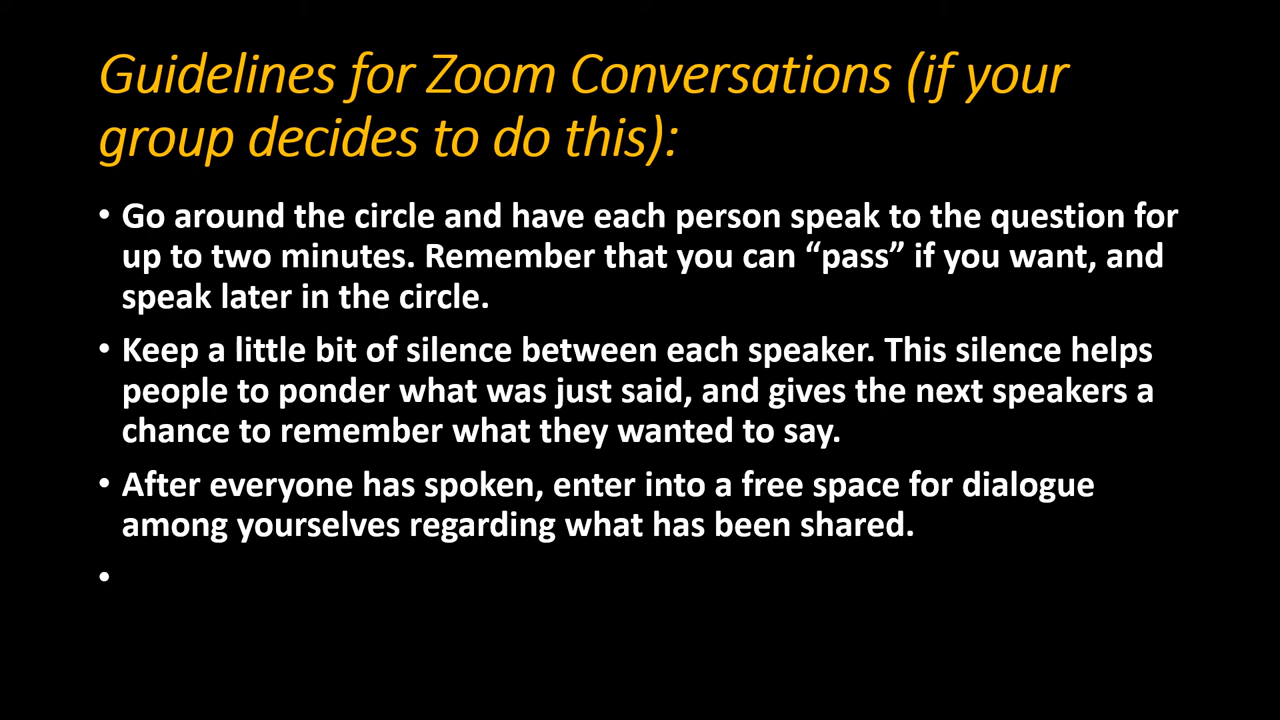 Guidelines for Zoom Conversations (if your
group decides to do this):
• Go around the circle and have each person speak to the question for
up to two minutes. Remember that you can “pass” if you want, and
speak later in the circle.
• Keep a little bit of silence between each speaker. This silence helps
people to ponder what was just said, and gives the next speakers a
chance to remember what they wanted to say.
• After everyone has spoken, enter into a free space for dialogue
among yourselves regarding what has been shared.
•